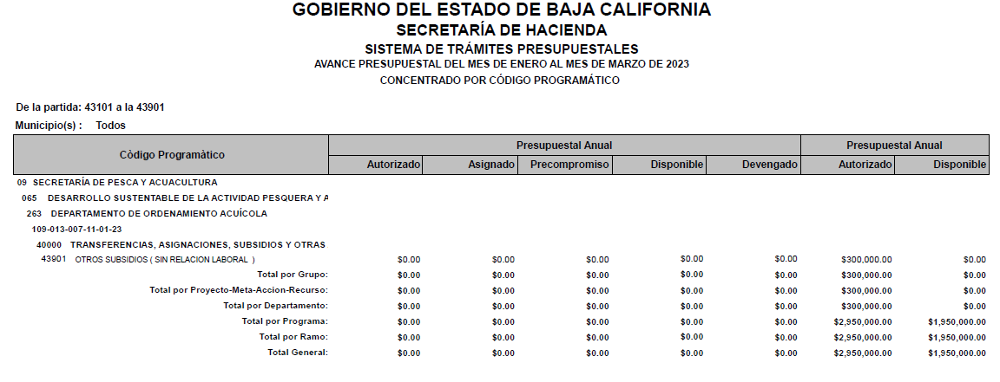 GOBIERNO DEL ESTADO DE BAJA CALIFORNIA
SECRETARÍA DE HACIENDA
SISTEMA DE TRÁMITES PRESUPUESTALES
AVANCE PRESUPUESTAL DEL MES DE ENERO AL MES DE MARZO DE 2023
CONCENTRADO POR CÓDIGO PROGRAMÁTICO
De la partida: 43101 a la 43901
Municipio(s) : Todos
Còdigo Programàtico Presupuestal Anual Presupuestal Anual
Autorizado Asignado Precompromiso Disponible Devengado Autorizado Disponible
09 SECRETARÍA DE PESCA Y ACUACULTURA
065 DESARROLLO SUSTENTABLE DE LA ACTIVIDAD PESQUERA Y A
263 DEPARTAMENTO DE ORDENAMIENTO ACUÍCOLA
109-013-007-11-01-23
40000 TRANSFERENCIAS, ASIGNACIONES, SUBSIDIOS Y OTRAS
43901 OTROS SUBSIDIOS ( SIN RELACION LABORAL ) $0.00 $0.00 $0.00 $0.00 $0.00 $300,000.00 $0.00
Total por Grupo: $0.00 $0.00 $0.00 $0.00 $0.00 $300,000.00 $0.00
Total por Proyecto-Meta-Accion-Recurso: $0.00 $0.00 $0.00 $0.00 $0.00 $300,000.00 $0.00
Total por Departamento: $0.00 $0.00 $0.00 $0.00 $0.00 $300,000.00 $0.00
Total por Programa: $0.00 $0.00 $0.00 $0.00 $0.00 $2,950,000.00 $1,950,000.00
Total por Ramo: $0.00 $0.00 $0.00 $0.00 $0.00 $2,950,000.00 $1,950,000.00
Total General: $0.00 $0.00 $0.00 $0.00 $0.00 $2,950,000.00 $1,950,000.00